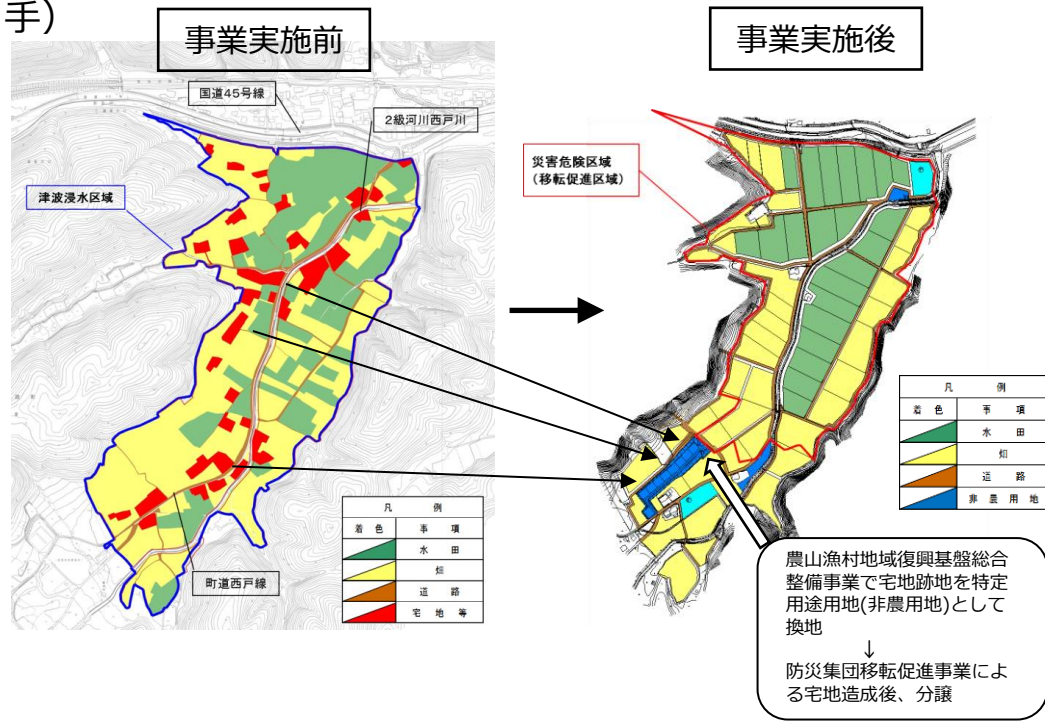 手）
事業実施前
事業実施後
国道45号線
2級河川西戸川
津波浸水区域
町道西戸線
凡 例
着 色 事 項
水 田
畑
道 路
宅 地 等
災害危険区域
（移転促進区域）
凡 例
着 色 事 項
水 田
畑
道 路
非 農 用 地
農山漁村地域復興基盤総合
整備事業で宅地跡地を特定
用途用地(非農用地)として
換地
↓
防災集団移転促進事業によ
る宅地造成後、分譲